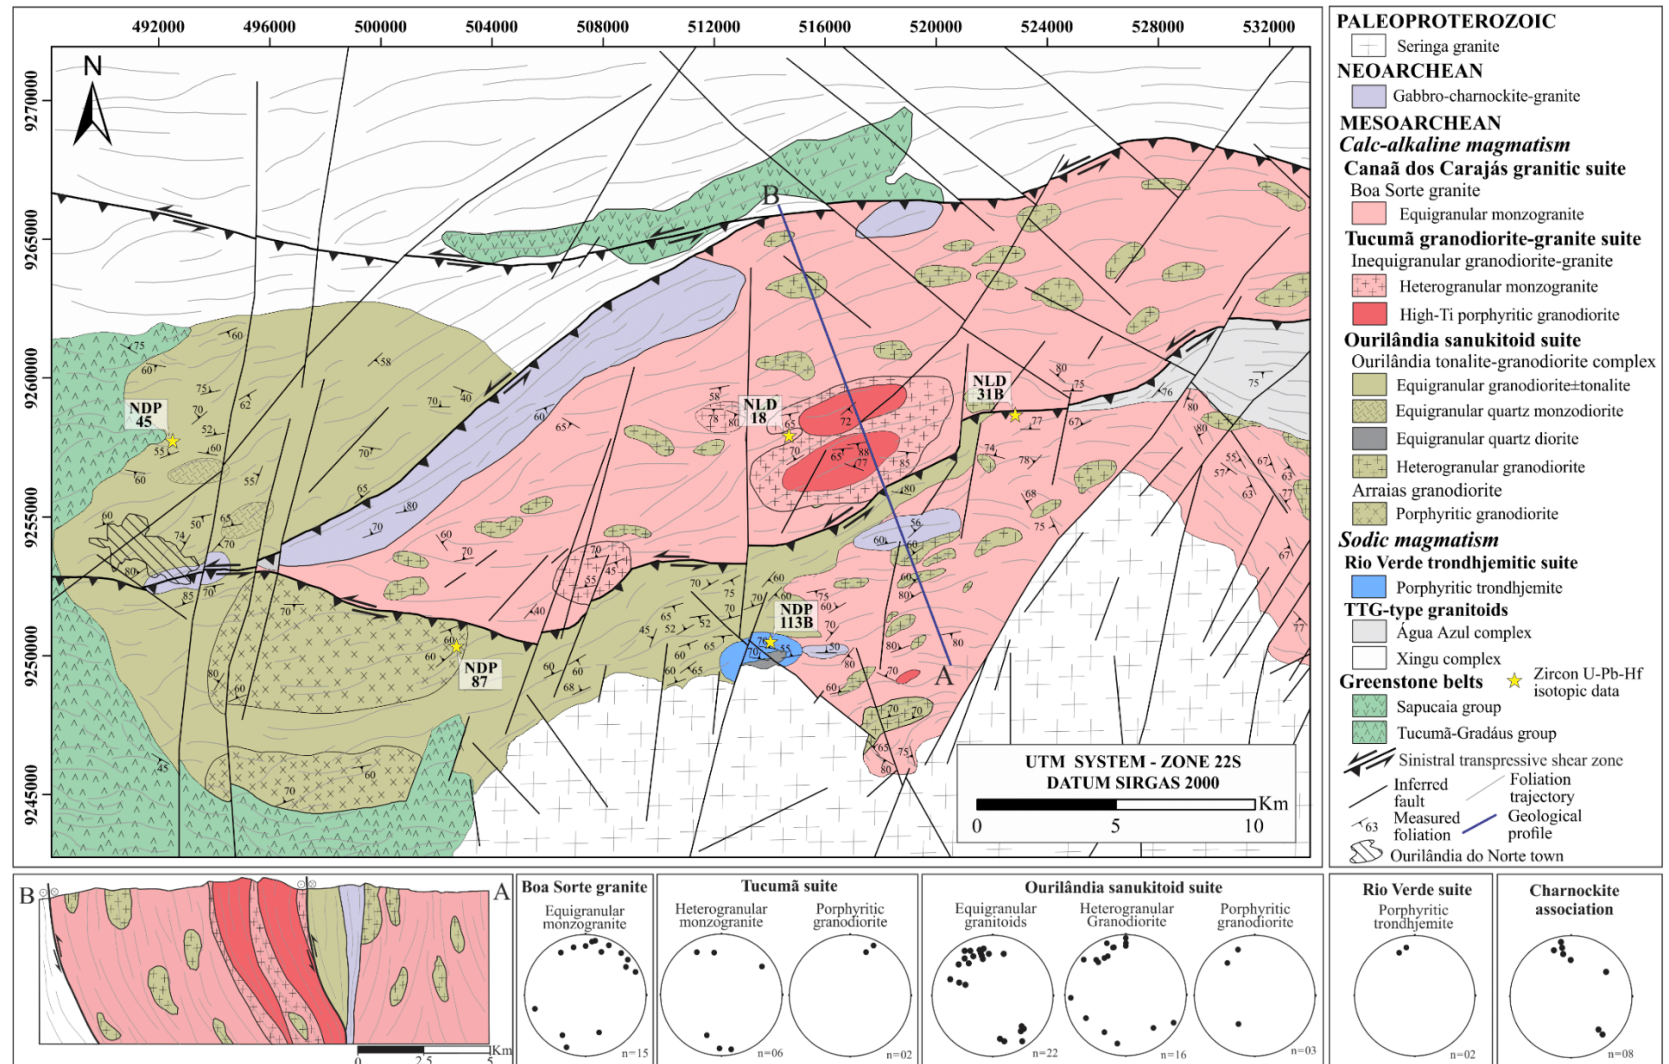 492000 496000 500000 504000 508000 512000 516000 520000 524000 528000 532000
9270000
9265000
9260000
9255000
9250000
9245000
N
B
A
NDP
45
NLD
18
NLD
31B
NDP
113B
NDP
87
UTM SYSTEM - ZONE 22S
DATUM SIRGAS 2000
Km
0 5 10
PALEOPROTEROZOIC
Seringa granite
NEOARCHEAN
Gabbro-charnockite-granite
MESOARCHEAN
Calc-alkaline magmatism
Canaã dos Carajás granitic suite
Boa Sorte granite
Equigranular monzogranite
Tucumã granodiorite-granite suite
Inequigranular granodiorite-granite
Heterogranular monzogranite
High-Ti porphyritic granodiorite
Ourilândia sanukitoid suite
Ourilândia tonalite-granodiorite complex
Equigranular granodiorite±tonalite
Equigranular quartz monzodiorite
Equigranular quartz diorite
Heterogranular granodiorite
Arraias granodiorite
Porphyritic granodiorite
Sodic magmatism
Rio Verde trondhjemitic suite
Porphyritic trondhjemite
TTG-type granitoids
Água Azul complex
Xingu complex
Greenstone belts
Zircon U-Pb-Hf
isotopic data
Sapucaia group
Tucumã-Gradáus group
Sinistral transpressive shear zone
Inferred
fault
Foliation
trajectory
Measured
foliation
63
Geological
profile
Ourilândia do Norte town
B
A
Km
0 2,5 5
Boa Sorte granite
Equigranular
monzogranite
n=15
Tucumã suite
Heterogranular
monzogranite
n=06
Porphyritic
granodiorite
n=02
Ourilândia sanukitoid suite
Equigranular
granitoids
n=22
Heterogranular
Granodiorite
n=16
Porphyritic
granodiorite
n=03
Rio Verde suite
Porphyritic
trondhjemite
n=02
Charnockite
association
n=08